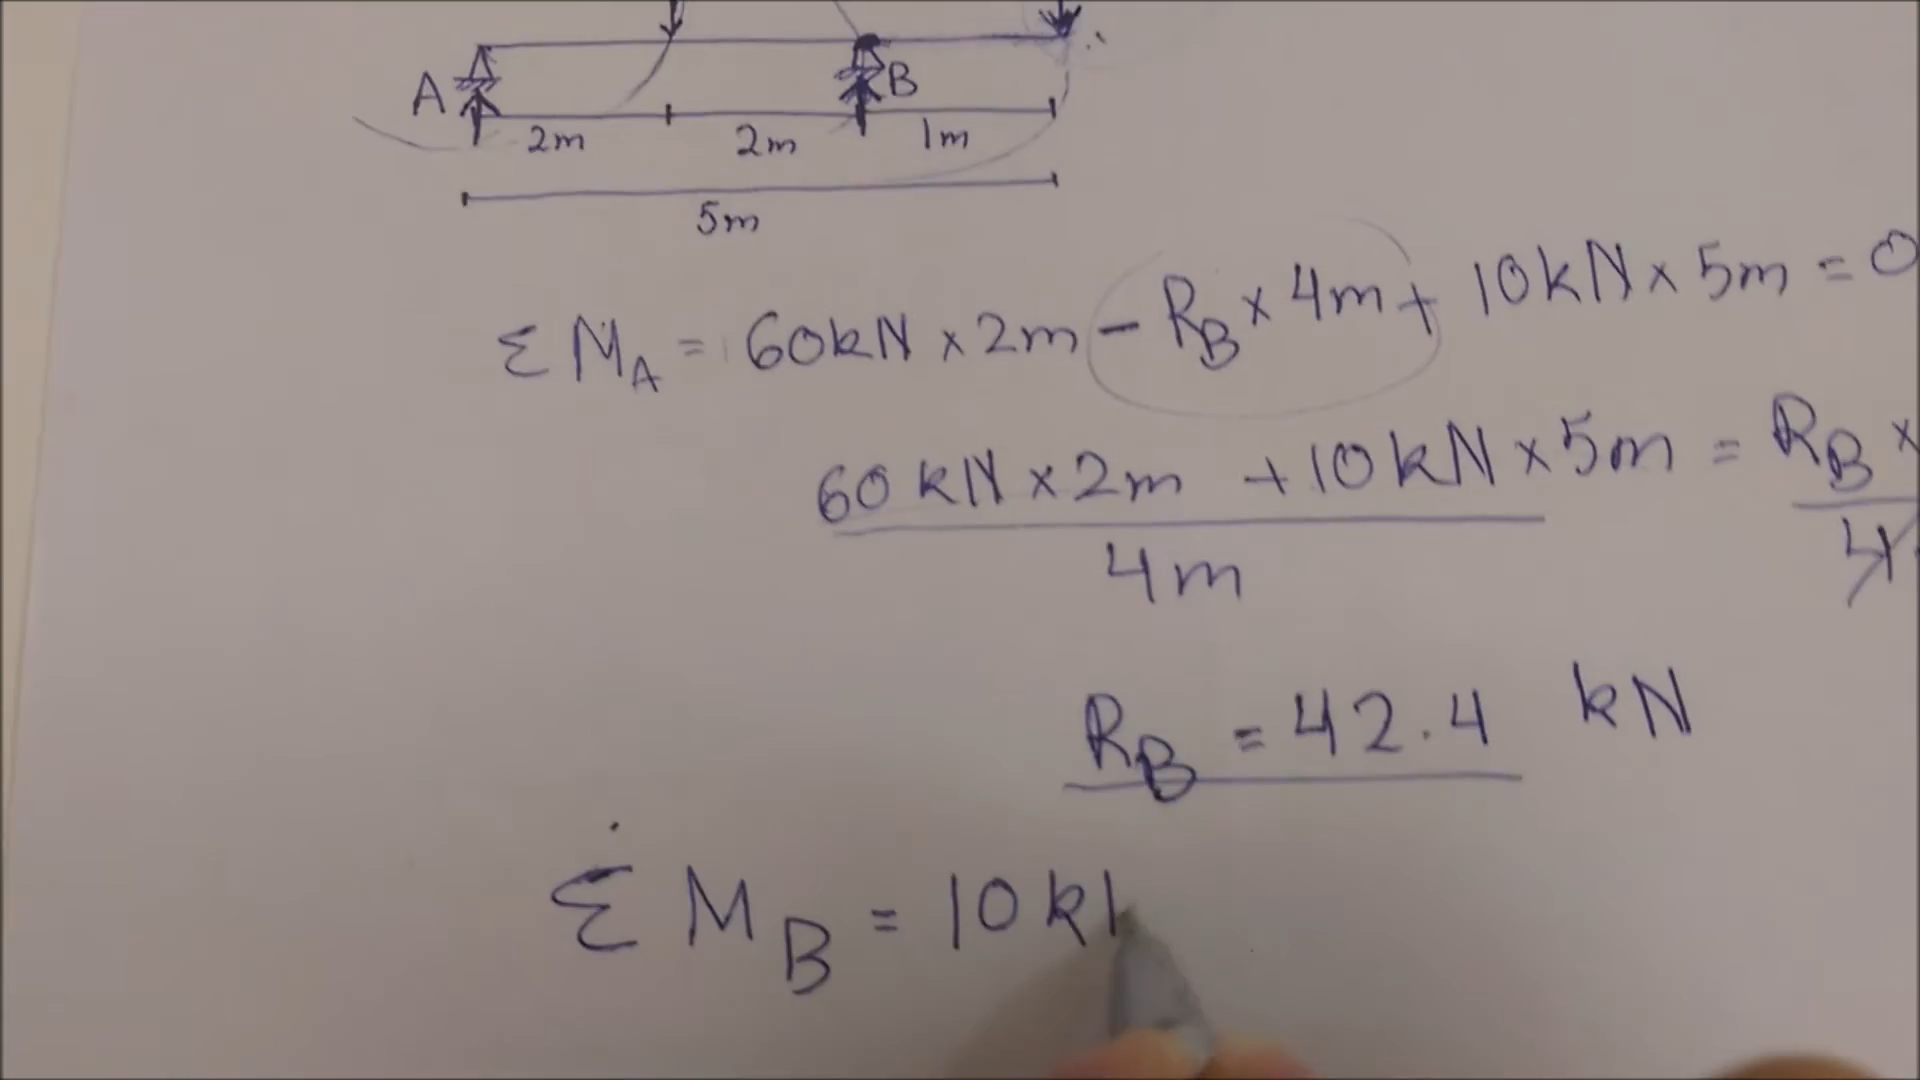 A B
2m 2m 1m
5m
ΣM_A = 60kN × 2m − R_B × 4m + 10kN × 5m = 0
60kN × 2m + 10kN × 5m = R_B ×
4m 4
R_B = 42.4 kN
ΣM_B = 10k